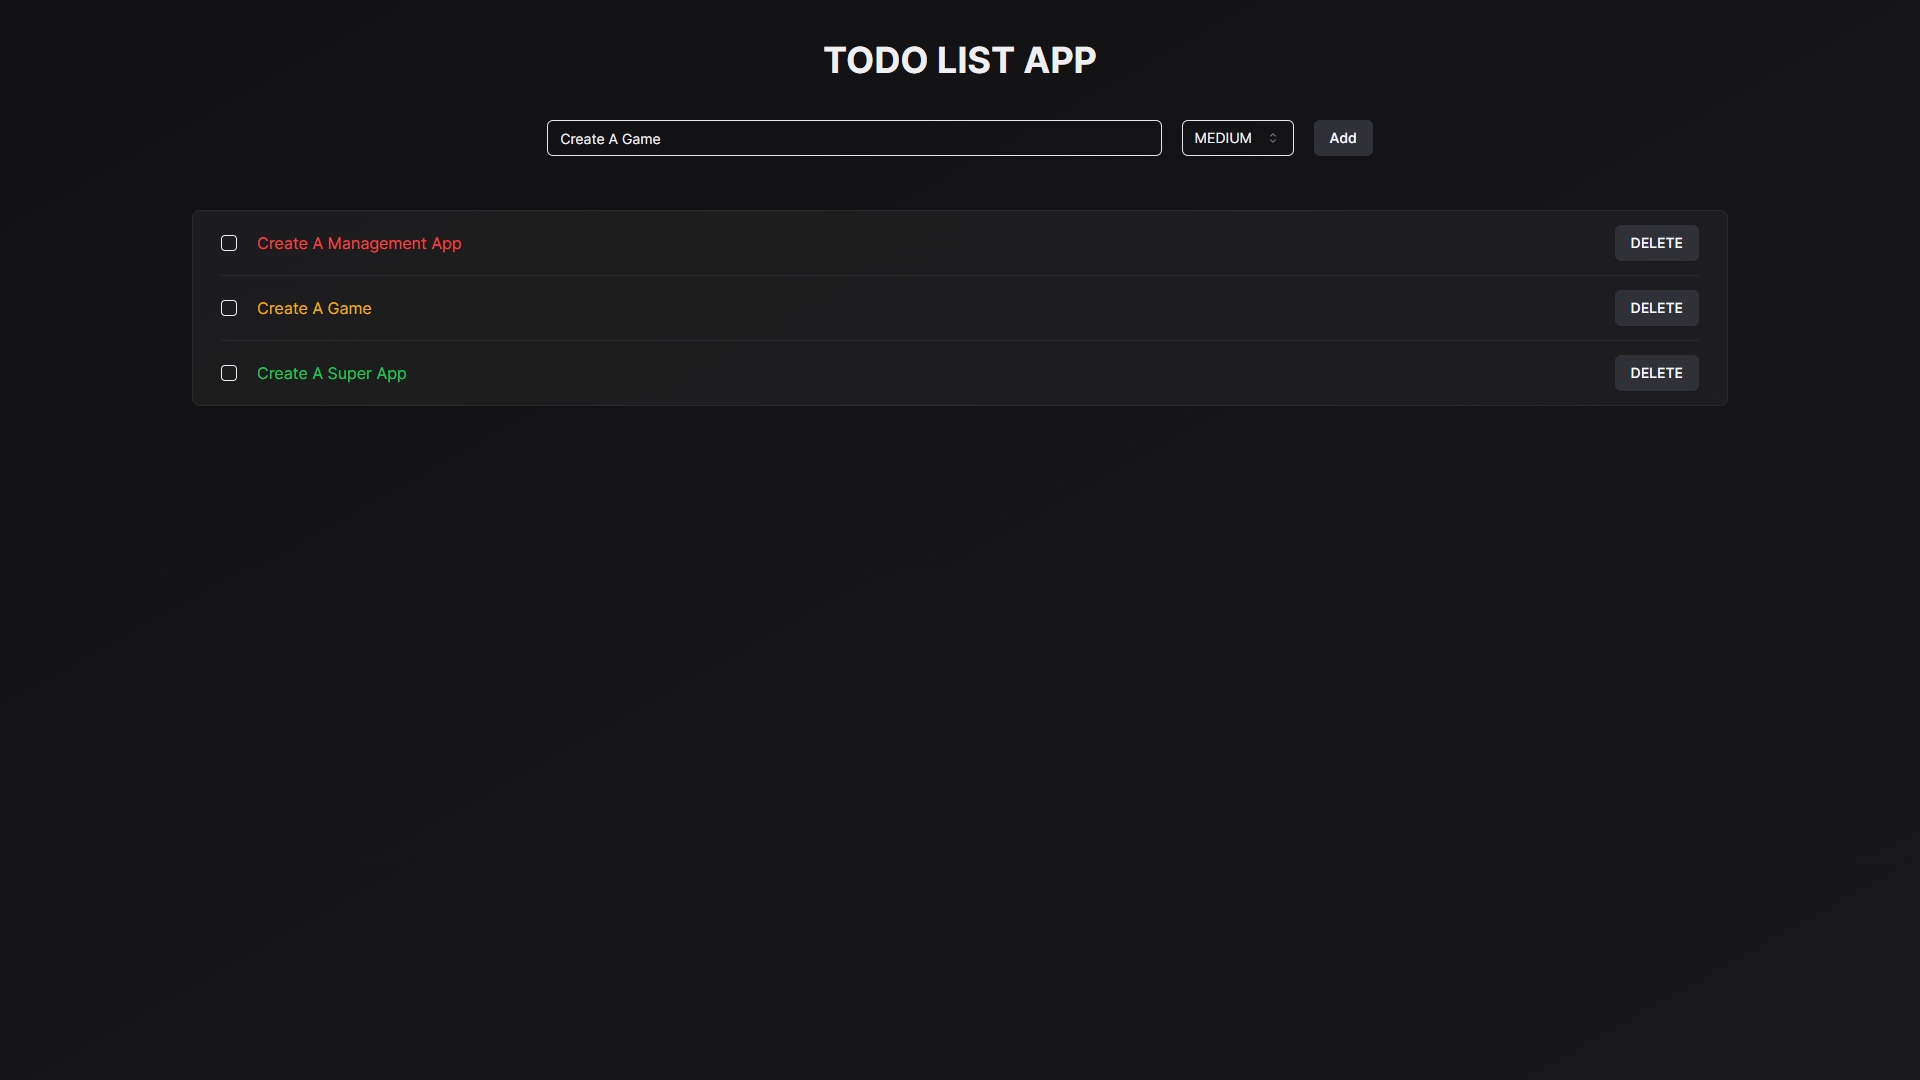 TODO LIST APP
Create A Game MEDIUM Add
Create A Management App DELETE
Create A Game DELETE
Create A Super App DELETE